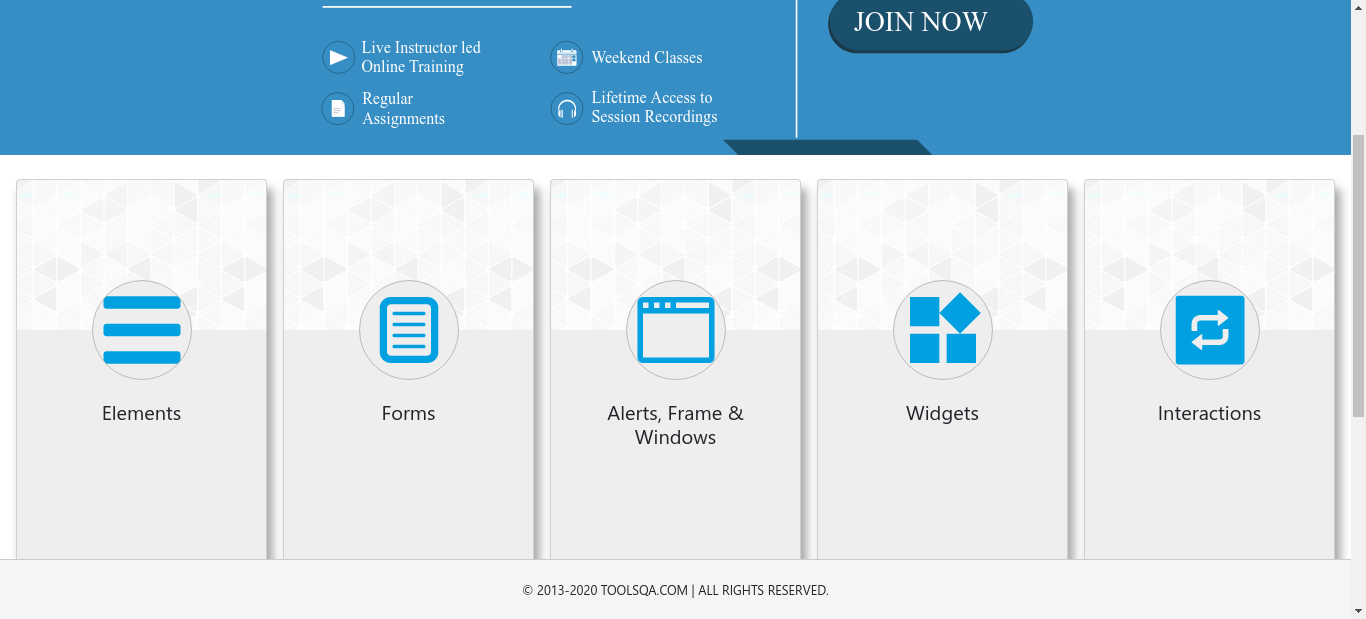 JOIN NOW
Live Instructor led
Online Training
Weekend Classes
Regular
Assignments
Lifetime Access to
Session Recordings
Elements
Forms
Alerts, Frame &
Windows
Widgets
Interactions
© 2013-2020 TOOLSQA.COM | ALL RIGHTS RESERVED.